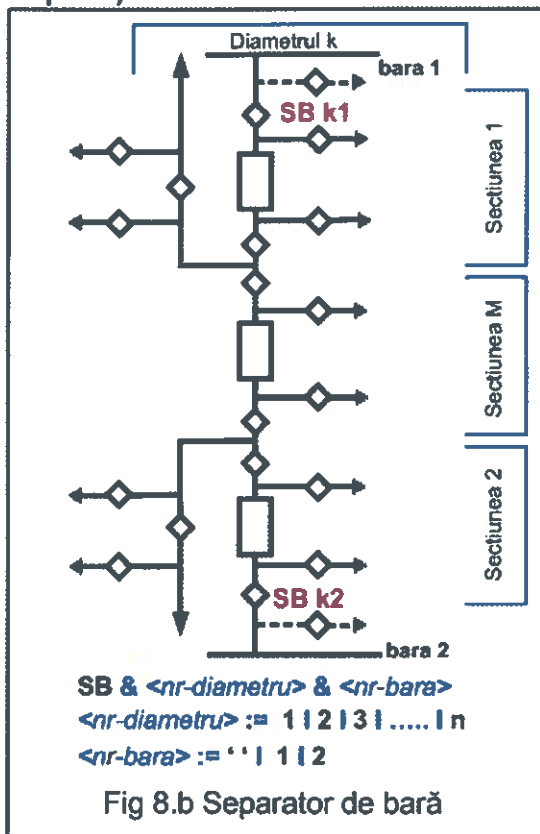 Diametrul k
bara 1
SB k1
Sectiunea 1
Sectiunea M
Sectiunea 2
SB k2
bara 2
SB & <nr-diametru> & <nr-bara>
<nr-diametru> := 1 | 2 | 3 | ..... | n
<nr-bara> := ‘ ‘ | 1 | 2
Fig 8.b Separator de bară